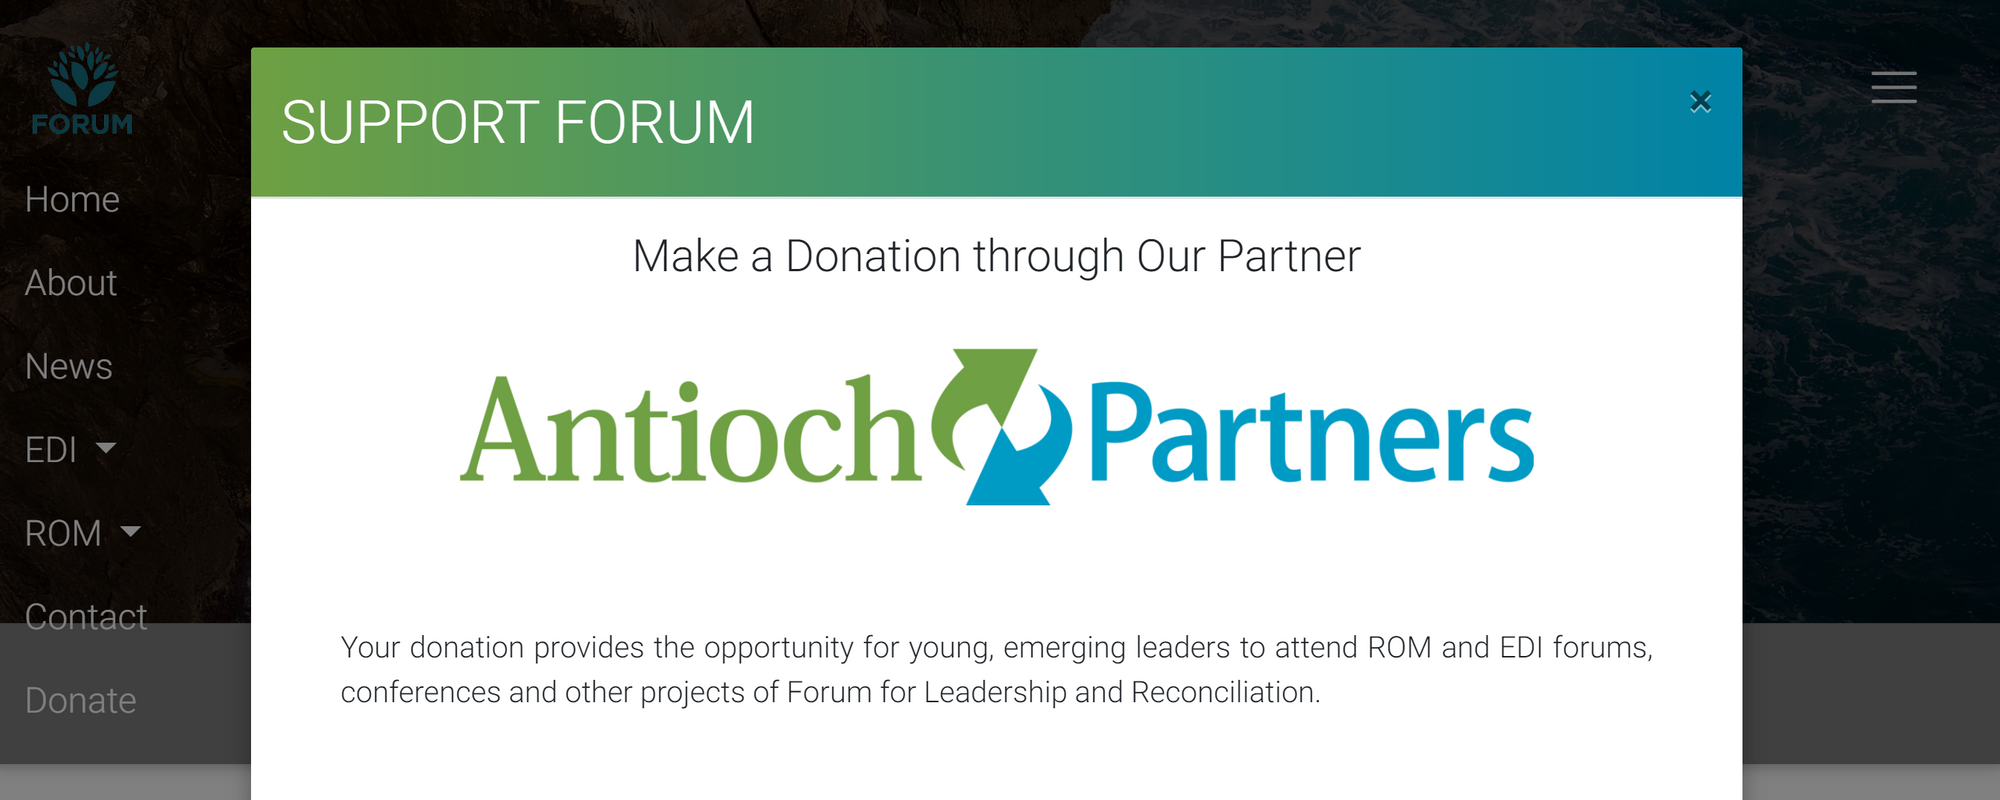 FORUM
Home
About
News
EDI
ROM
Contact
Donate
SUPPORT FORUM
Make a Donation through Our Partner
Antioch Partners
Your donation provides the opportunity for young, emerging leaders to attend ROM and EDI forums,
conferences and other projects of Forum for Leadership and Reconciliation.